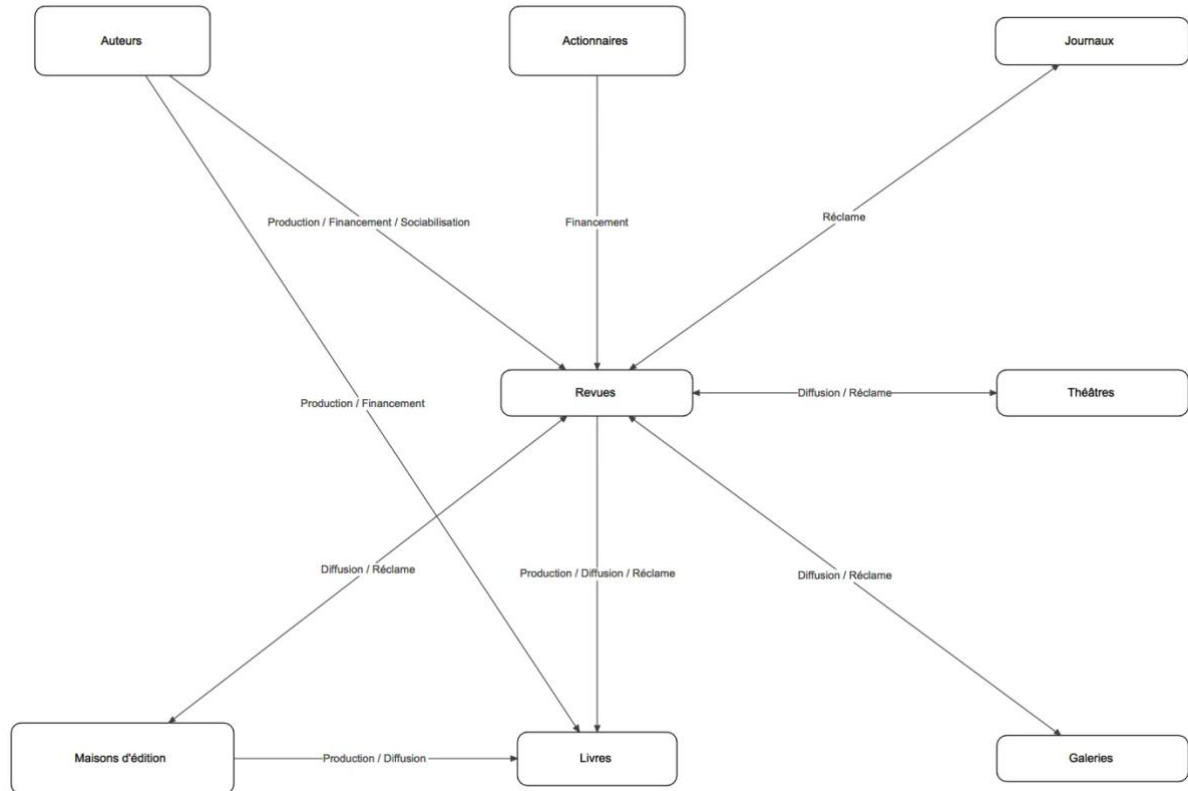 Auteurs
Actionnaires
Journaux
Production / Financement / Sociabilisation
Financement
Réclame
Revues
Diffusion / Réclame
Théâtres
Production / Financement
Diffusion / Réclame
Production / Diffusion / Réclame
Diffusion / Réclame
Maisons d'édition
Production / Diffusion
Livres
Galeries